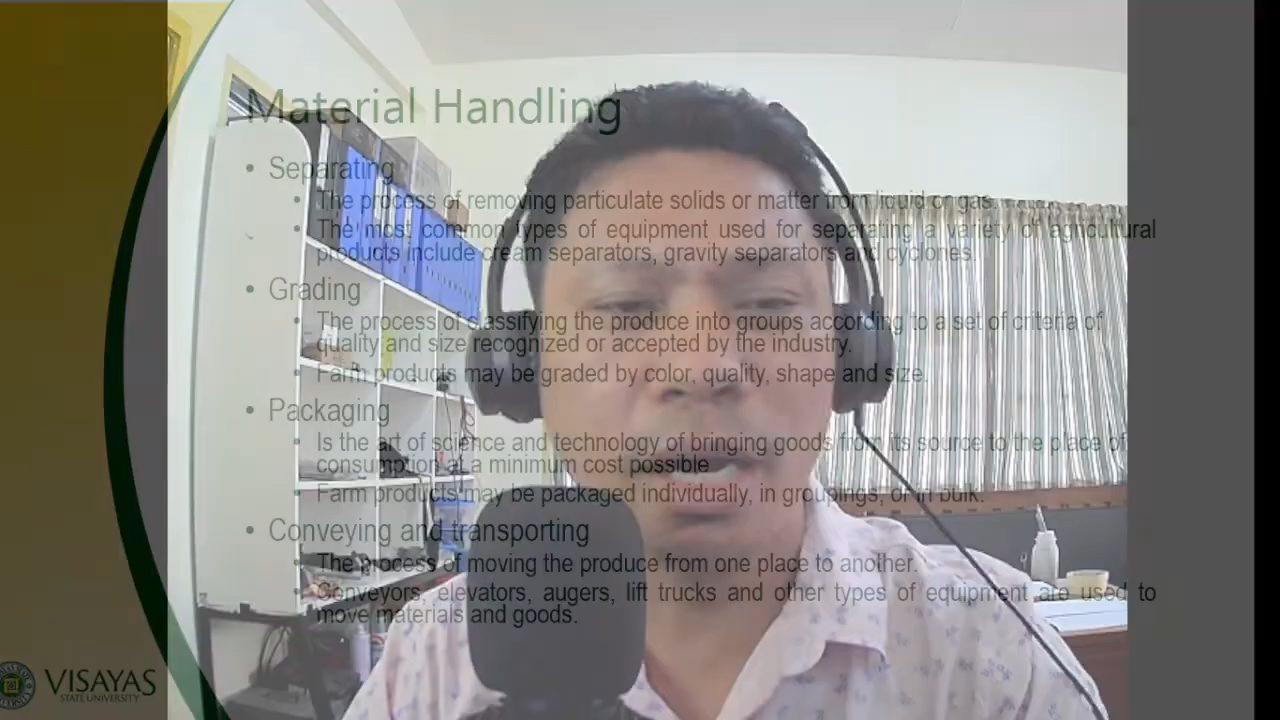 Material Handling
• Separating
• The process of removing particulate solids or matter from liquid or gas.
• The most common types of equipment used for separating a variety of agricultural
products include cream separators, gravity separators and cyclones.
• Grading
• The process of classifying the produce into groups according to a set of criteria of
quality and size recognized or accepted by the industry.
• Farm products may be graded by color, quality, shape and size.
• Packaging
• Is the art of science and technology of bringing goods from its source to the place of
consumption at a minimum cost possible
• Farm products may be packaged individually, in groupings, or in bulk.
• Conveying and transporting
• The process of moving the produce from one place to another.
• Conveyors, elevators, augers, lift trucks and other types of equipment are used to
move materials and goods.
VISAYAS
STATE UNIVERSITY